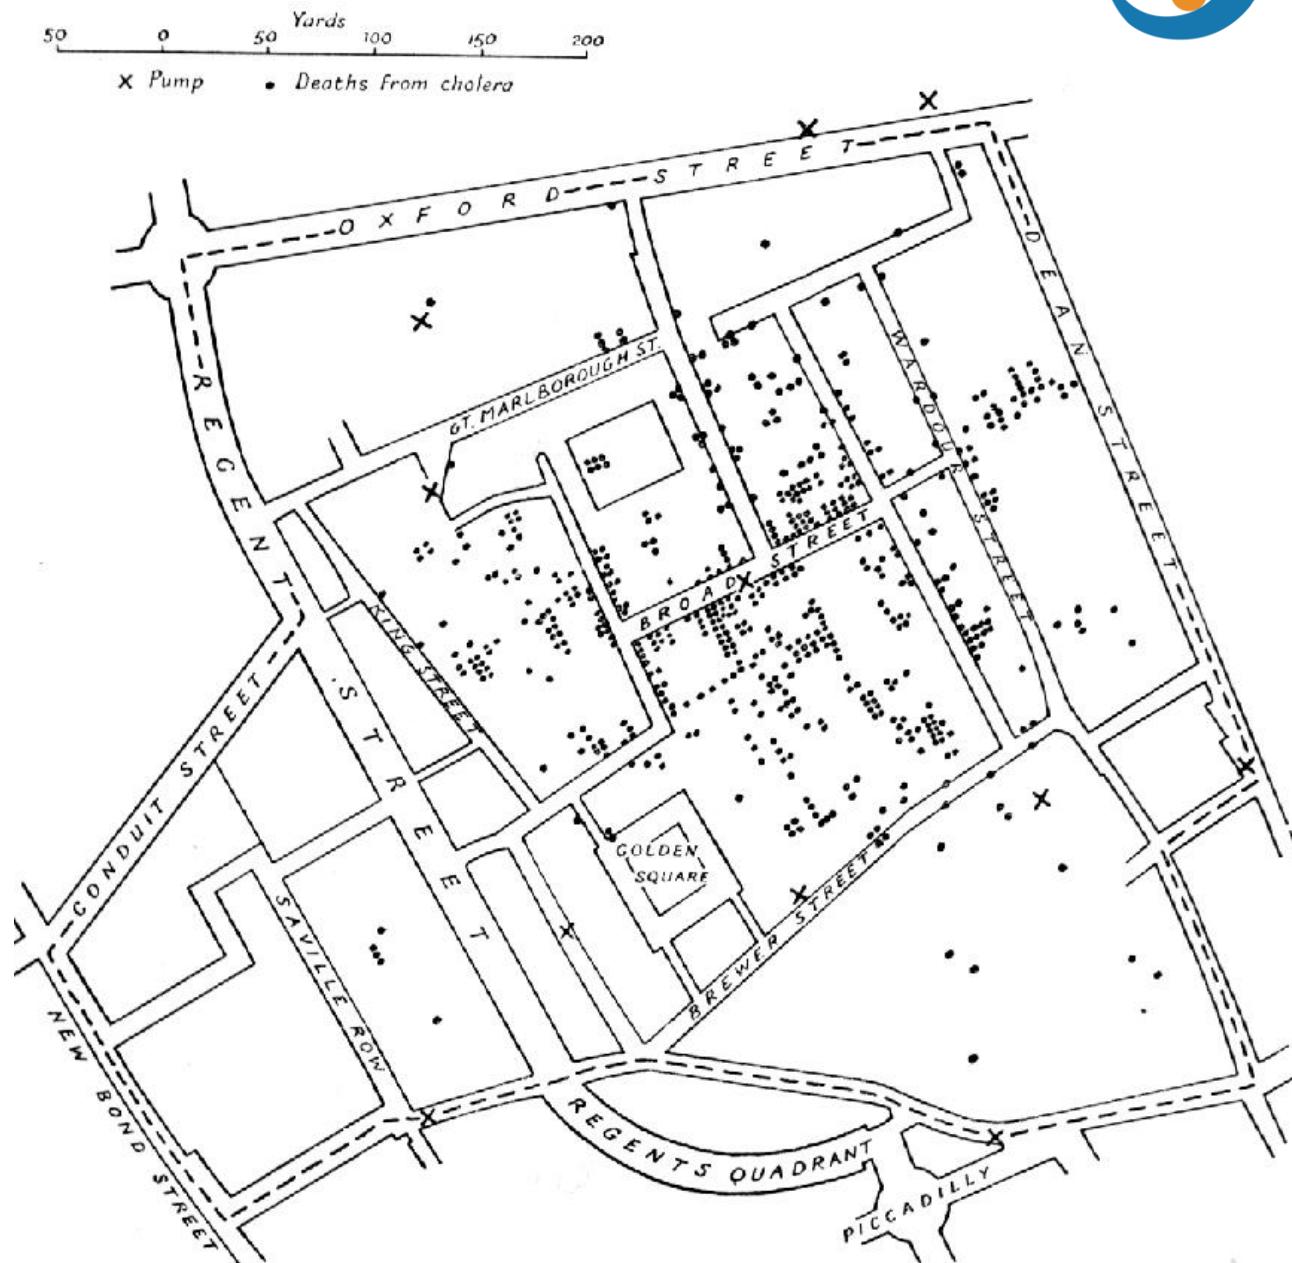 Yards
50 0 50 100 150 200
X Pump • Deaths from cholera
OXFORD STREET
DEAN STREET
REGENT STREET
WARDOUR STREET
GT. MARLBOROUGH ST.
BROAD STREET
KING STREET
CONDUIT STREET
GOLDEN
SQUARE
SAVILLE ROW
BREWER STREET
NEW BOND STREET
REGENTS QUADRANT
PICCADILLY